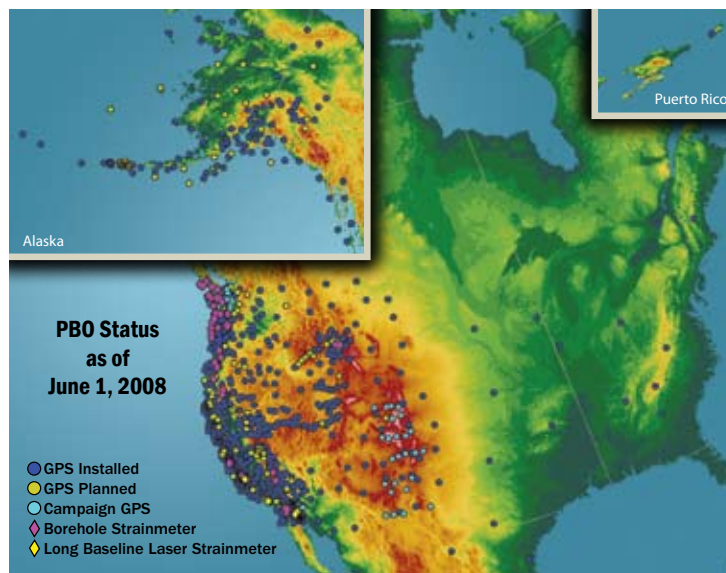 Alaska
Puerto Rico
PBO Status
as of
June 1, 2008
GPS Installed
GPS Planned
Campaign GPS
Borehole Strainmeter
Long Baseline Laser Strainmeter